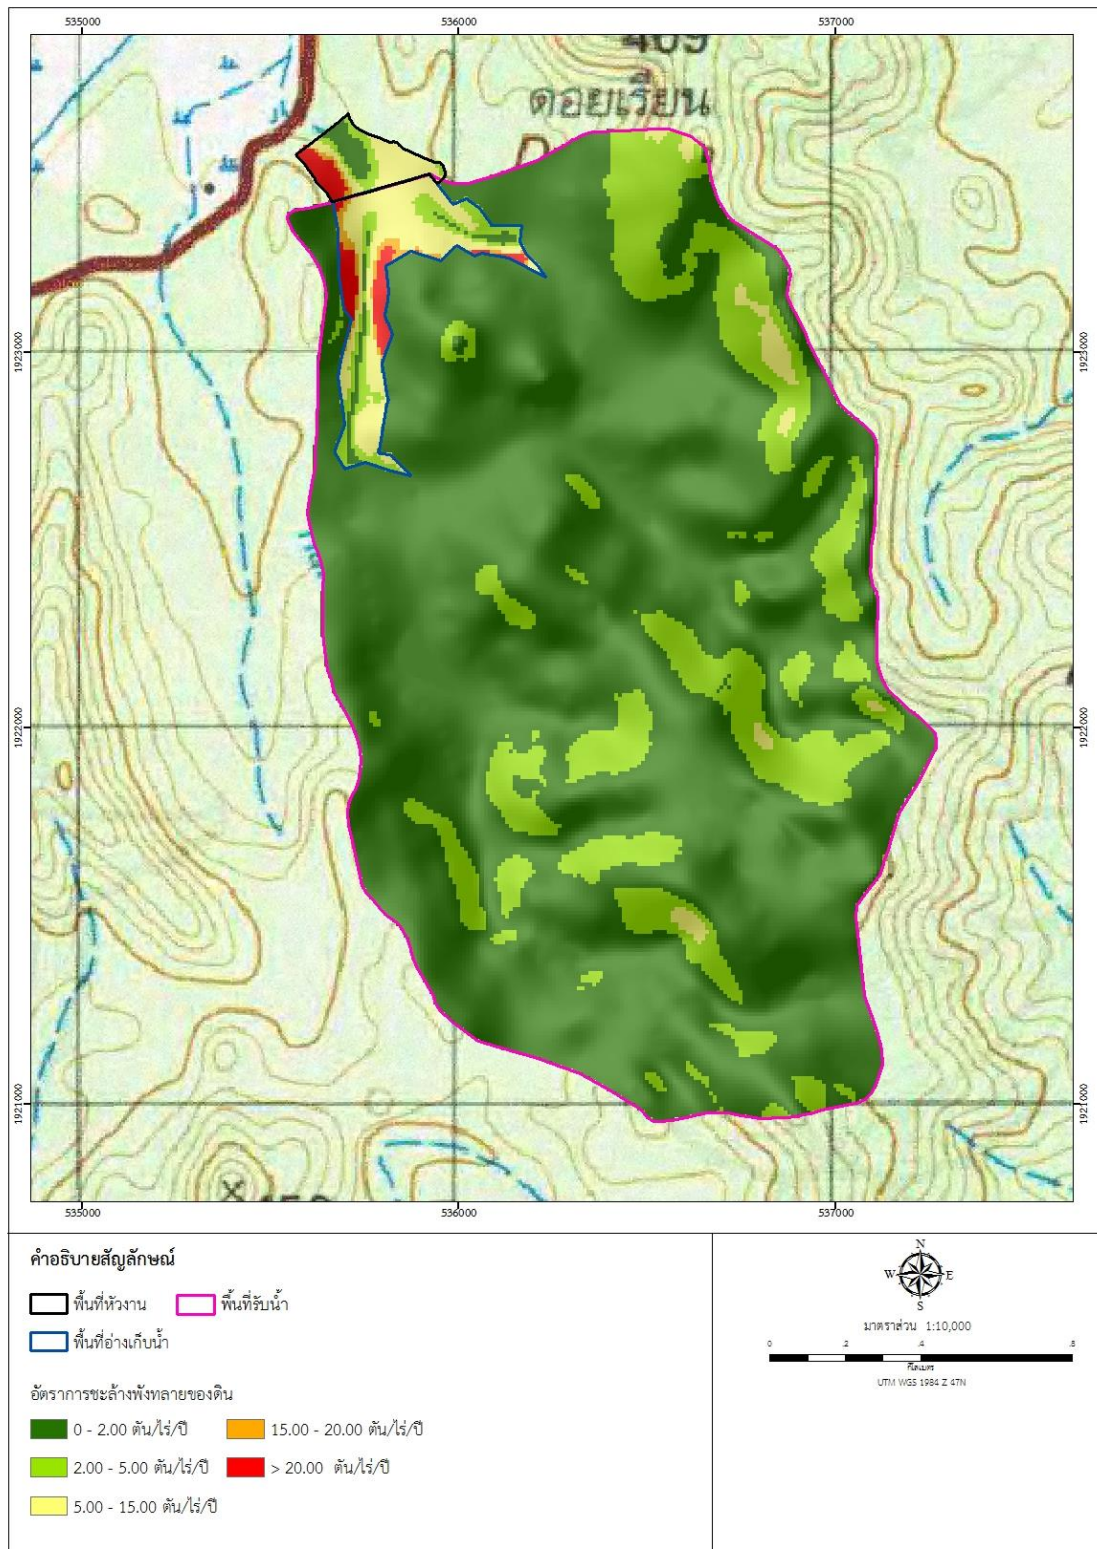 535000 536000 537000
409
ดอยเรียน
D
1923000 1923000
1922000 1922000
1921000 1921000
535000 536000 537000
คำอธิบายสัญลักษณ์
พื้นที่หัวงาน พื้นที่รับน้ำ
พื้นที่อ่างเก็บน้ำ
อัตราการชะล้างพังทลายของดิน
0 - 2.00 ตัน/ไร่/ปี 15.00 - 20.00 ตัน/ไร่/ปี
2.00 - 5.00 ตัน/ไร่/ปี > 20.00 ตัน/ไร่/ปี
5.00 - 15.00 ตัน/ไร่/ปี
N
W E
S
มาตราส่วน 1:10,000
0 .2 .4 .8
กิโลเมตร
UTM WGS 1984 Z 47N